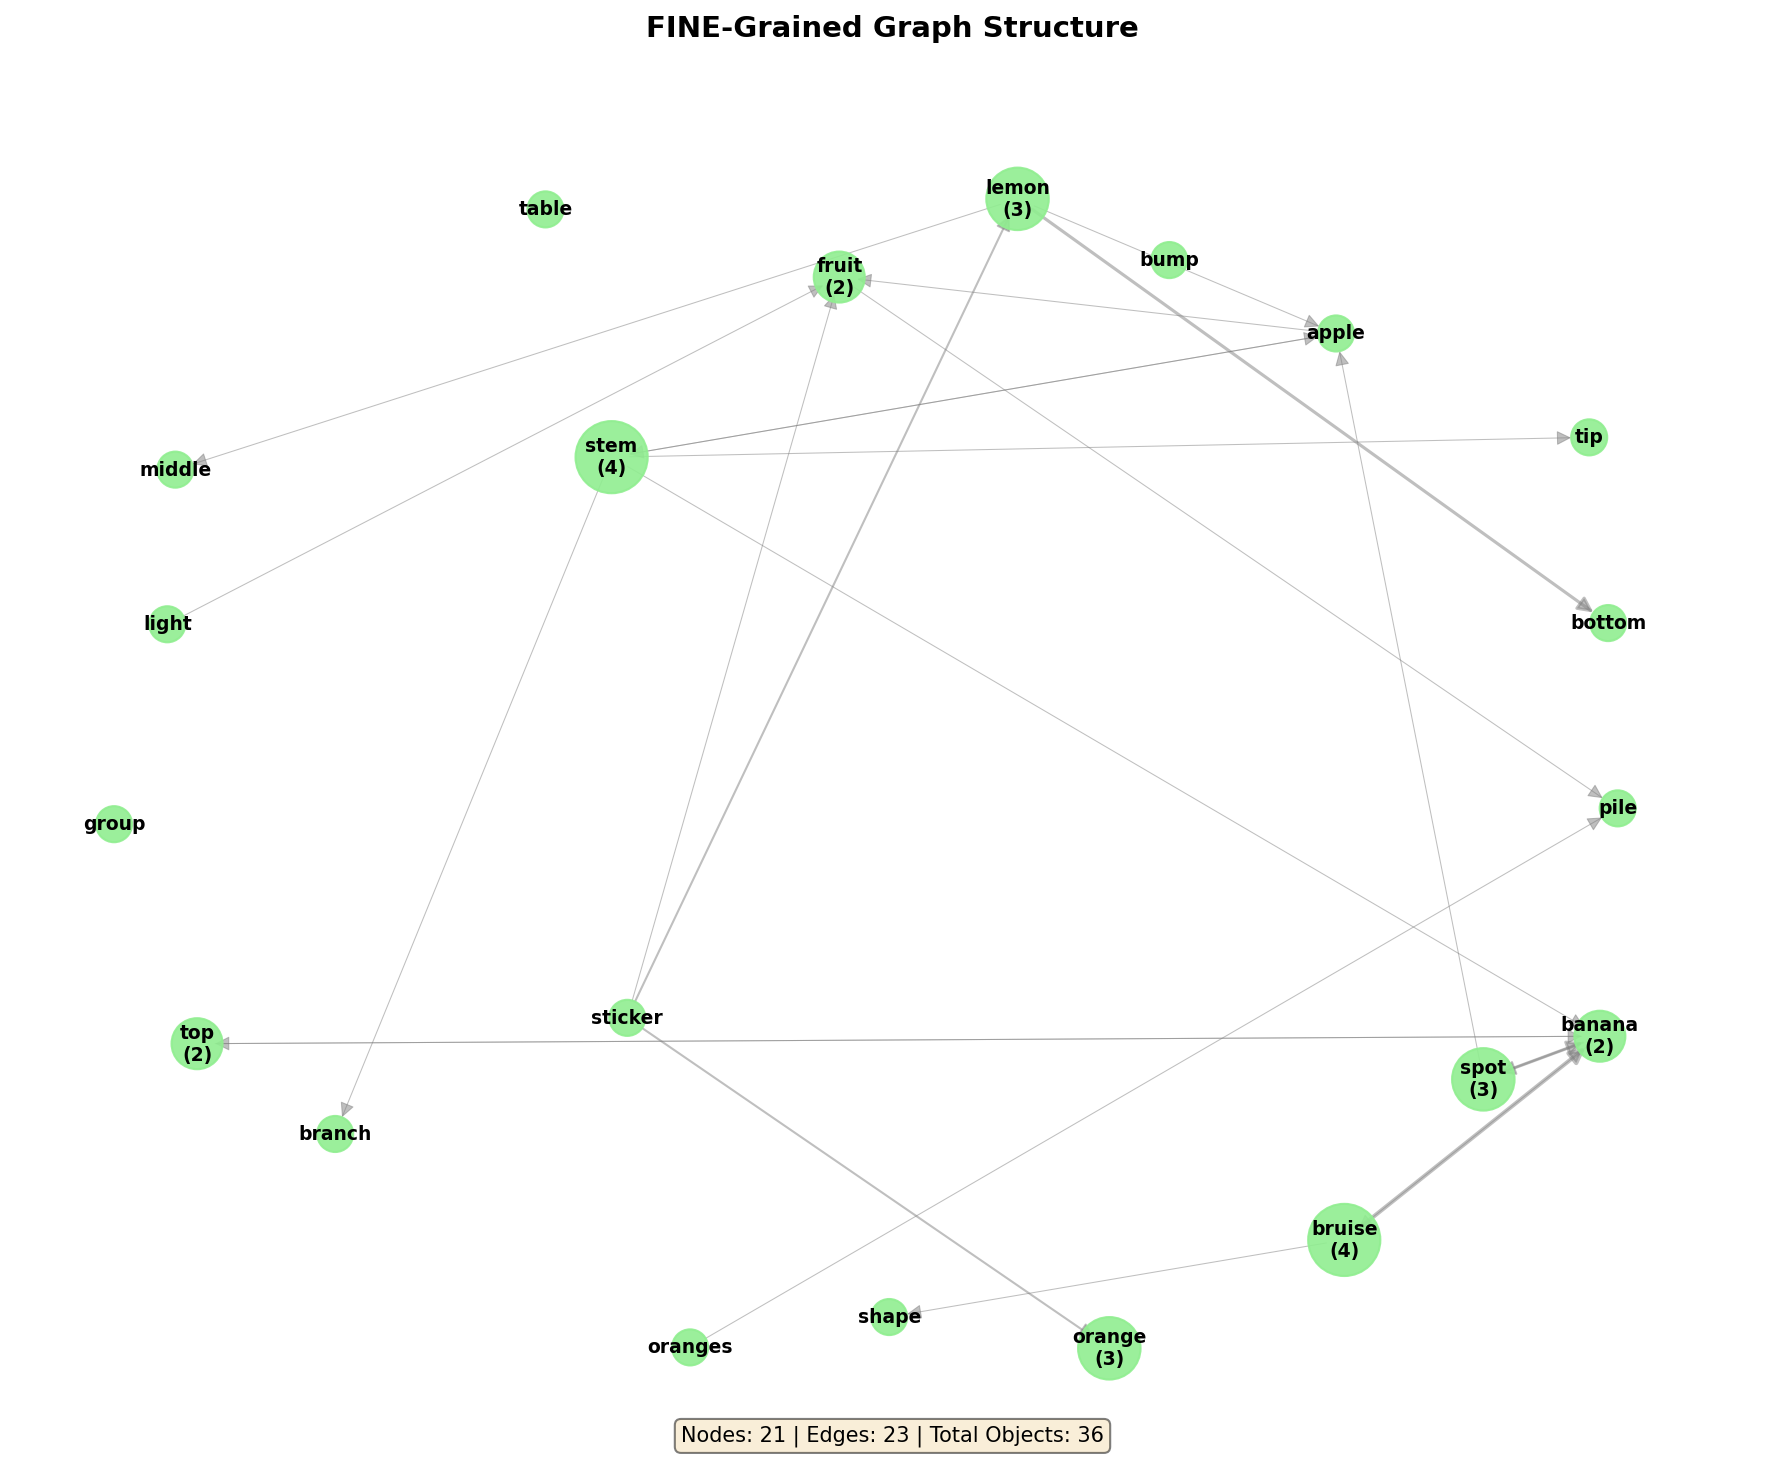 FINE-Grained Graph Structure
lemon
(3)
table
bump
fruit
(2)
apple
tip
stem
(4)
middle
light
bottom
pile
group
sticker
banana
(2)
top
(2)
spot
(3)
branch
bruise
(4)
shape
orange
(3)
oranges
Nodes: 21 | Edges: 23 | Total Objects: 36